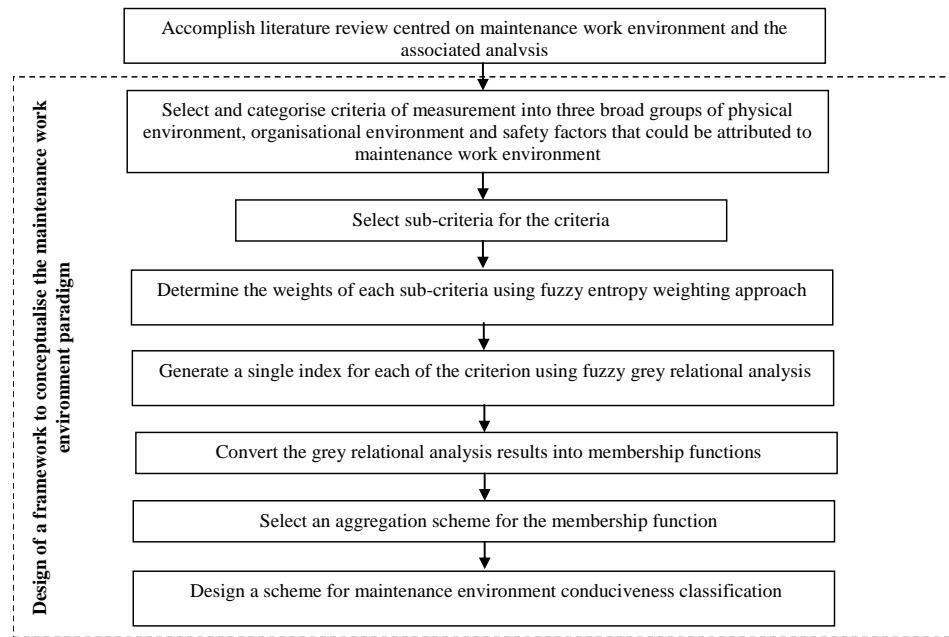 Accomplish literature review centred on maintenance work environment and the
associated analysis
Select and categorise criteria of measurement into three broad groups of physical
environment, organisational environment and safety factors that could be attributed to
maintenance work environment
Select sub-criteria for the criteria
Determine the weights of each sub-criteria using fuzzy entropy weighting approach
Generate a single index for each of the criterion using fuzzy grey relational analysis
Convert the grey relational analysis results into membership functions
Select an aggregation scheme for the membership function
Design a scheme for maintenance environment conduciveness classification
Design of a framework to conceptualise the maintenance work
environment paradigm